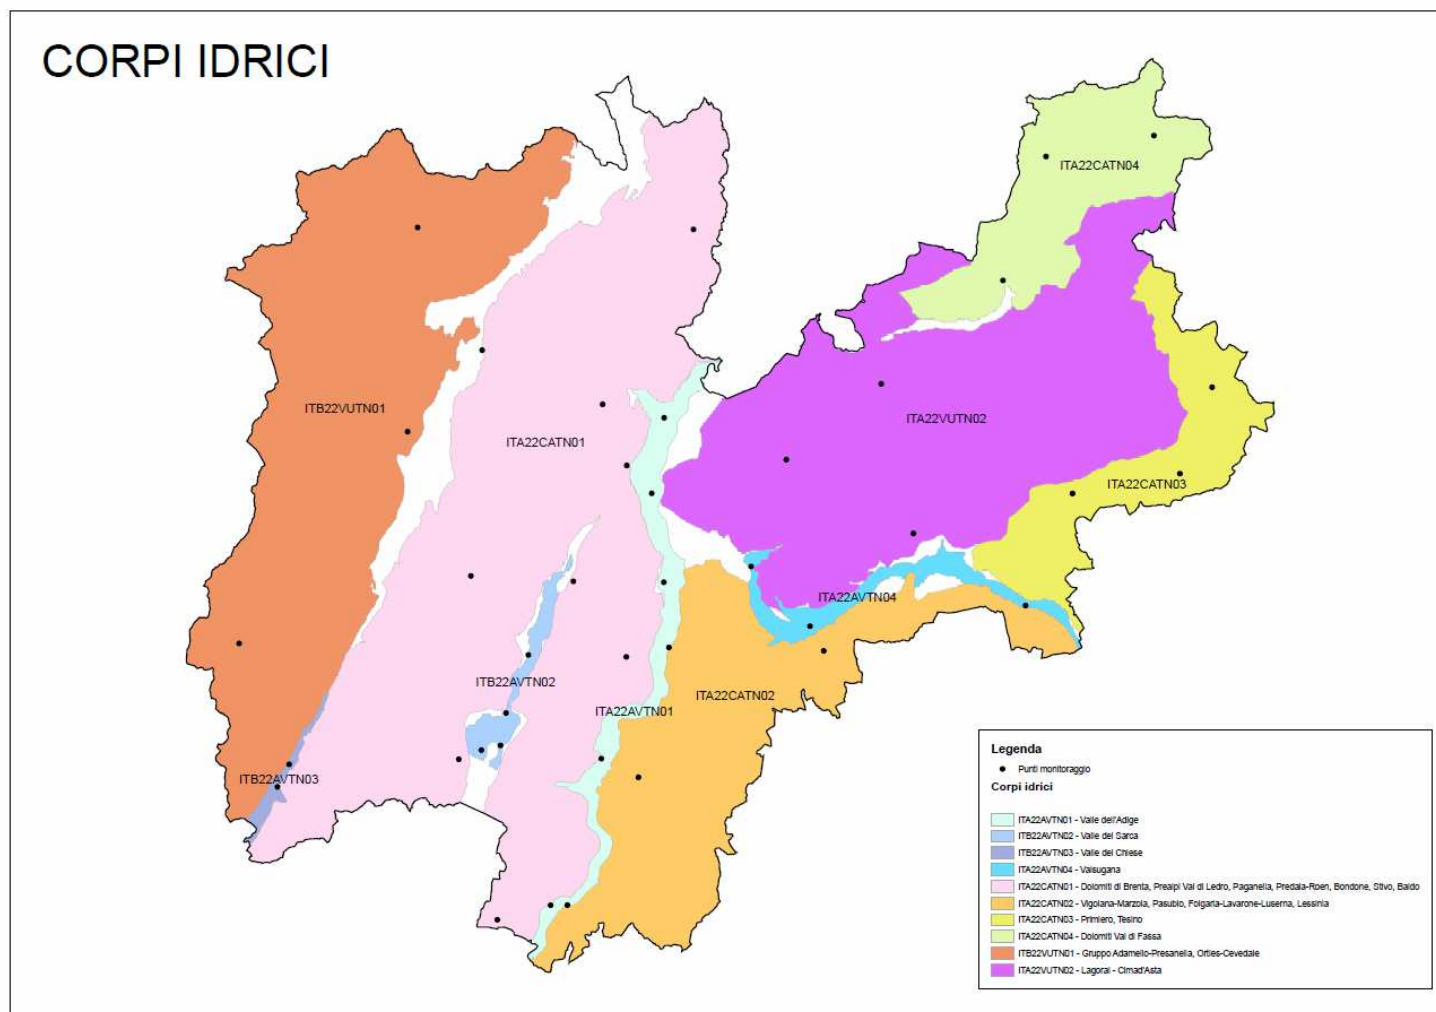 CORPI IDRICI
ITA22CATN04
ITB22VUTN01
ITA22VUTN02
ITA22CATN01
ITA22CATN03
ITA22AVTN04
ITB22AVTN02
ITA22CATN02
ITA22AVTN01
ITB22AVTN03
Legenda
Punti monitoraggio
Corpi idrici
ITA22AVTN01 - Valle dell'Adige
ITB22AVTN02 - Valle del Sarca
ITB22AVTN03 - Valle del Chiese
ITA22AVTN04 - Valsugana
ITA22CATN01 - Dolomiti di Brenta, Prealpi Val di Ledro, Paganella, Predaia-Roen, Bondone, Stivo, Baldo
ITA22CATN02 - Vigolana-Marzola, Pasubio, Folgaria-Lavarone-Luserna, Lessinia
ITA22CATN03 - Primiero, Tesino
ITA22CATN04 - Dolomiti Val di Fassa
ITB22VUTN01 - Gruppo Adamello-Presanella, Ortles-Cevedale
ITA22VUTN02 - Lagorai - Cimad'Asta